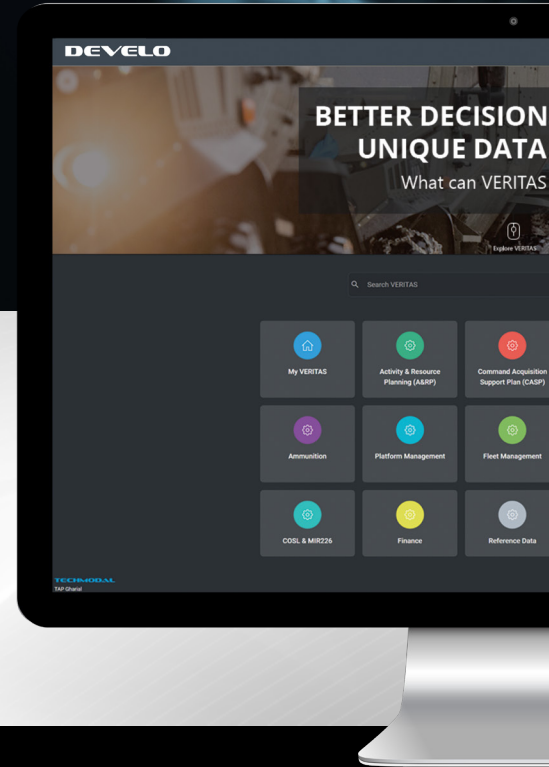 DEVELO
BETTER DECISION
UNIQUE DATA
What can VERITAS
Explore VERITAS
Search VERITAS
My VERITAS
Activity & Resource
Planning (A&RP)
Command Acquisition
Support Plan (CASP)
Ammunition
Platform Management
Fleet Management
COSL & MIR226
Finance
Reference Data
TECHMODAL
TAP Gharial